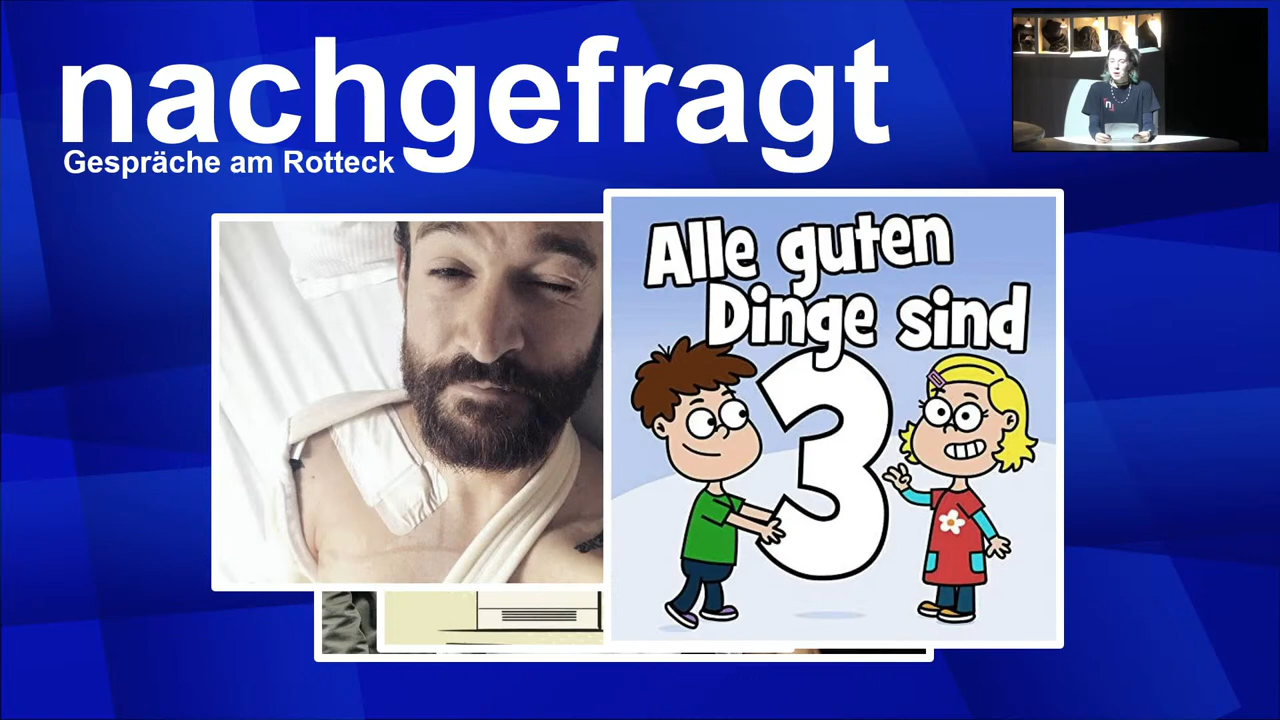 nachgefragt
Gespräche am Rotteck
Alle guten
Dinge sind
3